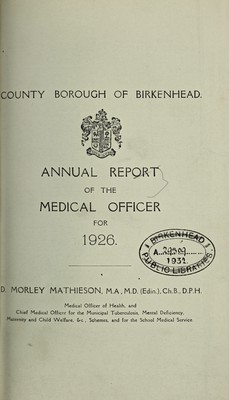 COUNTY BOROUGH OF BIRKENHEAD.
ANNUAL REPORT
OF THE
MEDICAL OFFICER
FOR
1926.
BIRKENHEAD
1932
PUBLIC LIBRARIES
D. MORLEY MATHIESON, M.A., M.D. (Edin.), Ch.B., D.P.H.
Medical Officer of Health, and
Chief Medical Officer for the Municipal Tuberculosis, Mental Deficiency,
Maternity and Child Welfare, &c., Schemes, and for the School Medical Service.